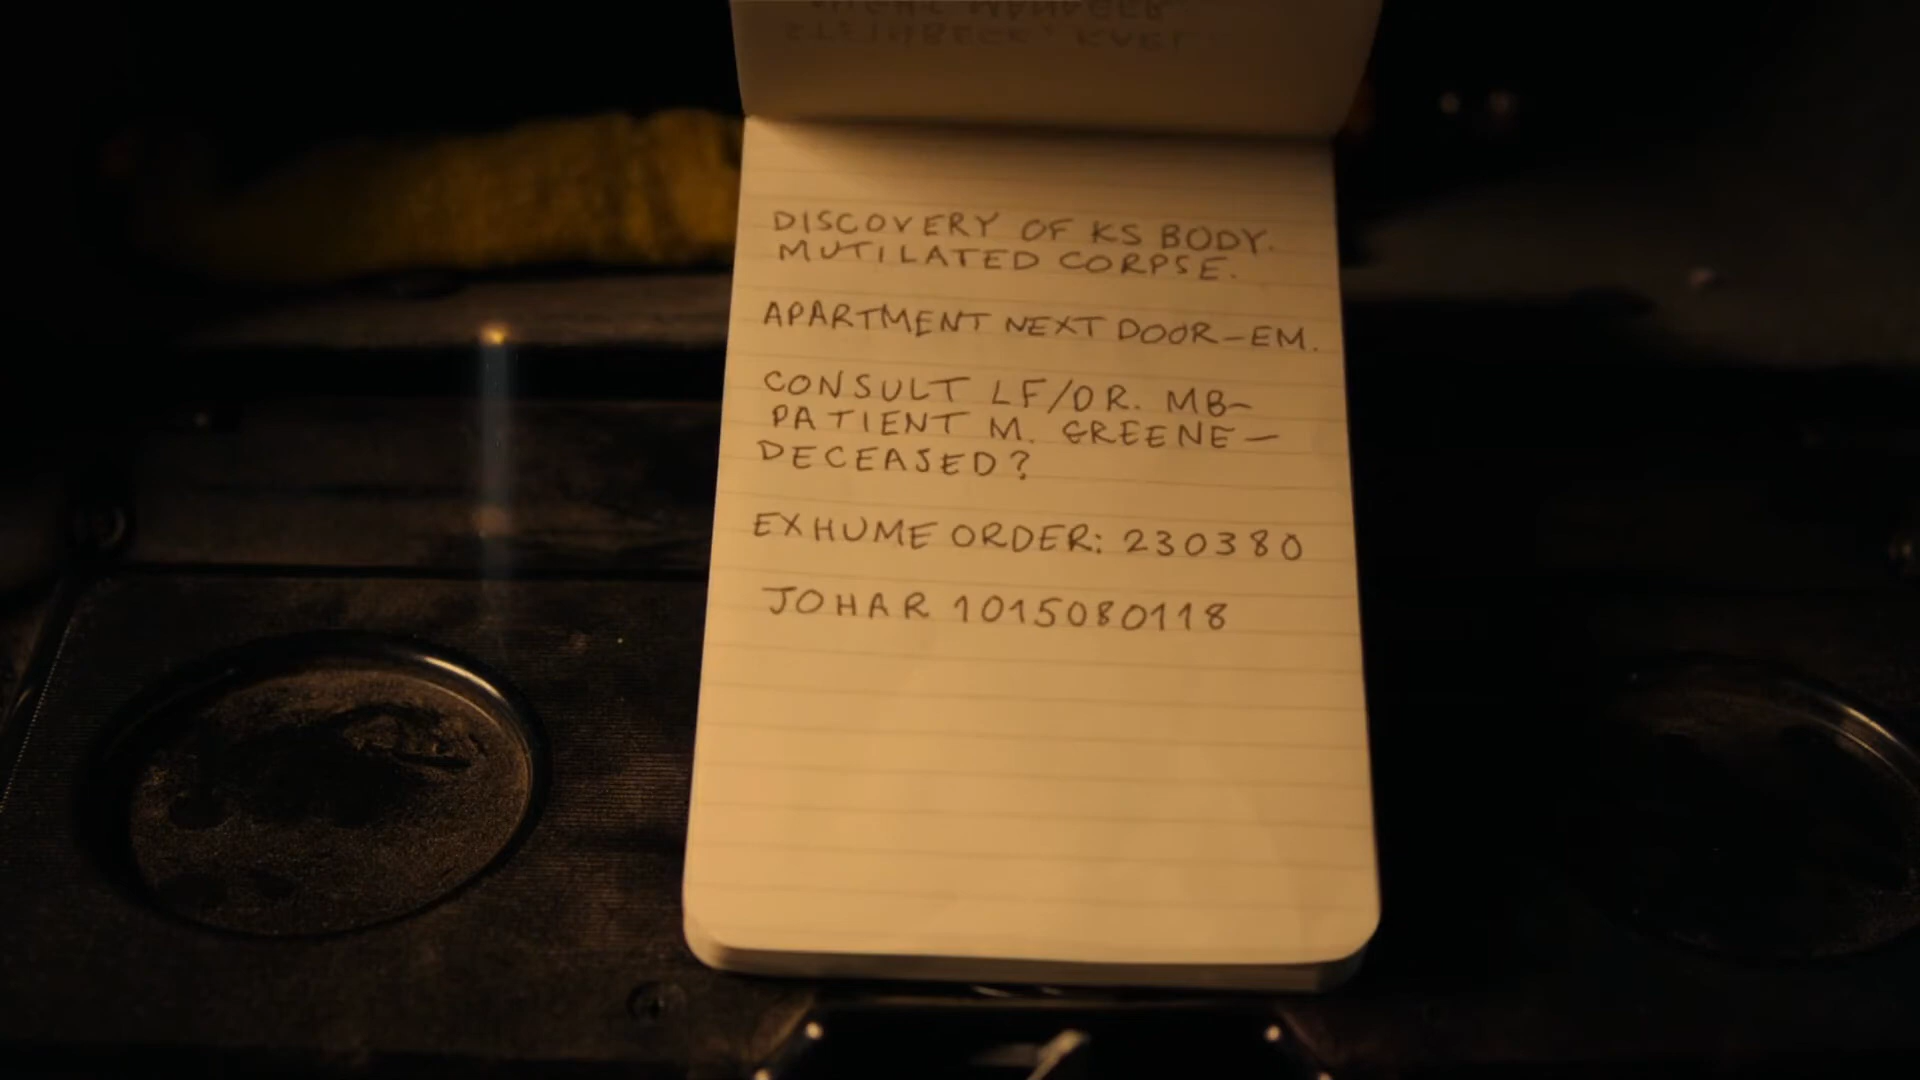 DISCOVERY OF KS BODY.
MUTILATED CORPSE.
APARTMENT NEXT DOOR-EM.
CONSULT LF/DR. MB-
PATIENT M. GREENE-
DECEASED?
EXHUME ORDER: 230380
JOHAR 1015080118